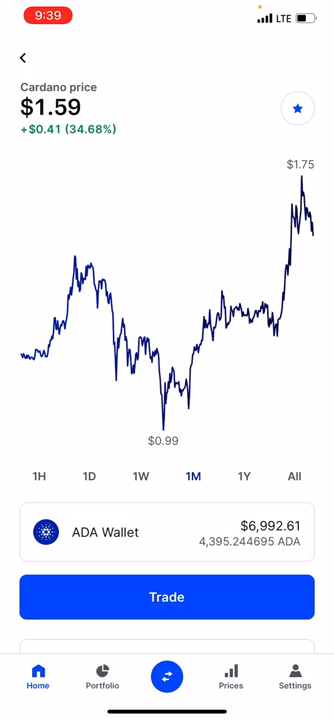 9:39
LTE
Cardano price
$1.59
+$0.41 (34.68%)
$1.75
$0.99
1H 1D 1W 1M 1Y All
ADA Wallet
$6,992.61
4,395.244695 ADA
Trade
Home Portfolio Prices Settings